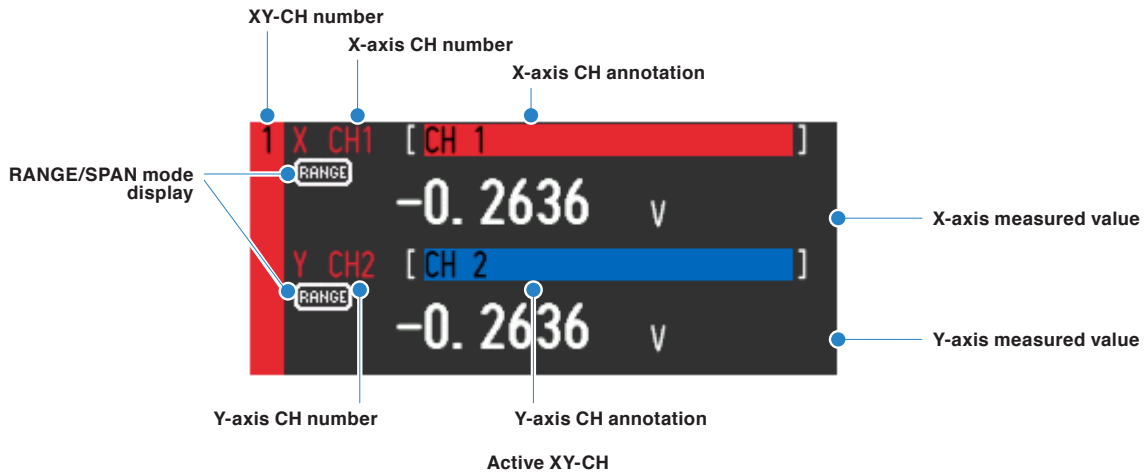 XY-CH number
X-axis CH number
X-axis CH annotation
1 X CH1 [CH 1]
RANGE
RANGE/SPAN mode
display
-0. 2636 V
X-axis measured value
Y CH2 [CH 2]
RANGE
-0. 2636 V
Y-axis measured value
Y-axis CH number
Y-axis CH annotation
Active XY-CH